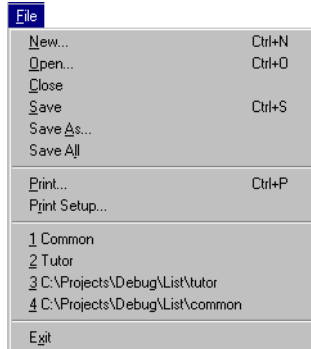 File
New... Ctrl+N
Open... Ctrl+O
Close
Save Ctrl+S
Save As...
Save All
Print... Ctrl+P
Print Setup...
1 Common
2 Tutor
3 C:\Projects\Debug\List\tutor
4 C:\Projects\Debug\List\common
Exit